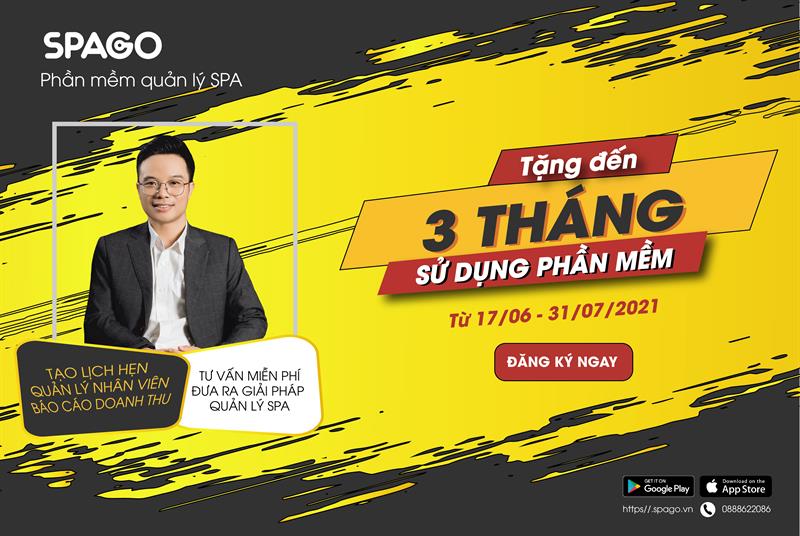 SPAGO
Phần mềm quản lý SPA
Tặng đến
3 THÁNG
SỬ DỤNG PHẦN MỀM
Từ 17/06 - 31/07/2021
ĐĂNG KÝ NGAY
TẠO LỊCH HẸN
QUẢN LÝ NHÂN VIÊN
BÁO CÁO DOANH THU
TƯ VẤN MIỄN PHÍ
ĐƯA RA GIẢI PHÁP
QUẢN LÝ SPA
GET IT ON
Google Play
Download on the
App Store
https//.spago.vn
0888622086